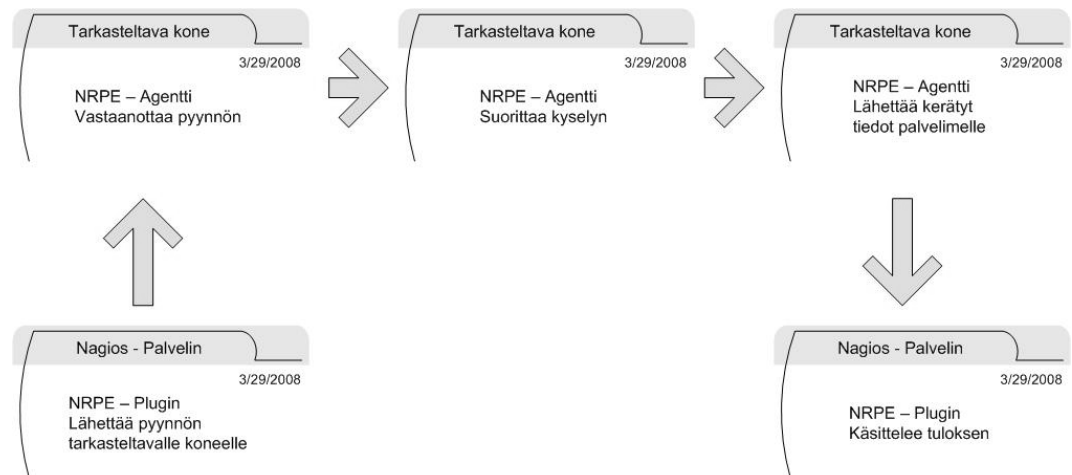 Tarkasteltava kone
3/29/2008
NRPE – Agentti
Vastaanottaa pyynnön
Tarkasteltava kone
3/29/2008
NRPE – Agentti
Suorittaa kyselyn
Tarkasteltava kone
3/29/2008
NRPE – Agentti
Lähettää kerätyt
tiedot palvelimelle
Nagios - Palvelin
3/29/2008
NRPE – Plugin
Lähettää pyynnön
tarkasteltavalle koneelle
Nagios - Palvelin
3/29/2008
NRPE – Plugin
Käsittelee tuloksen